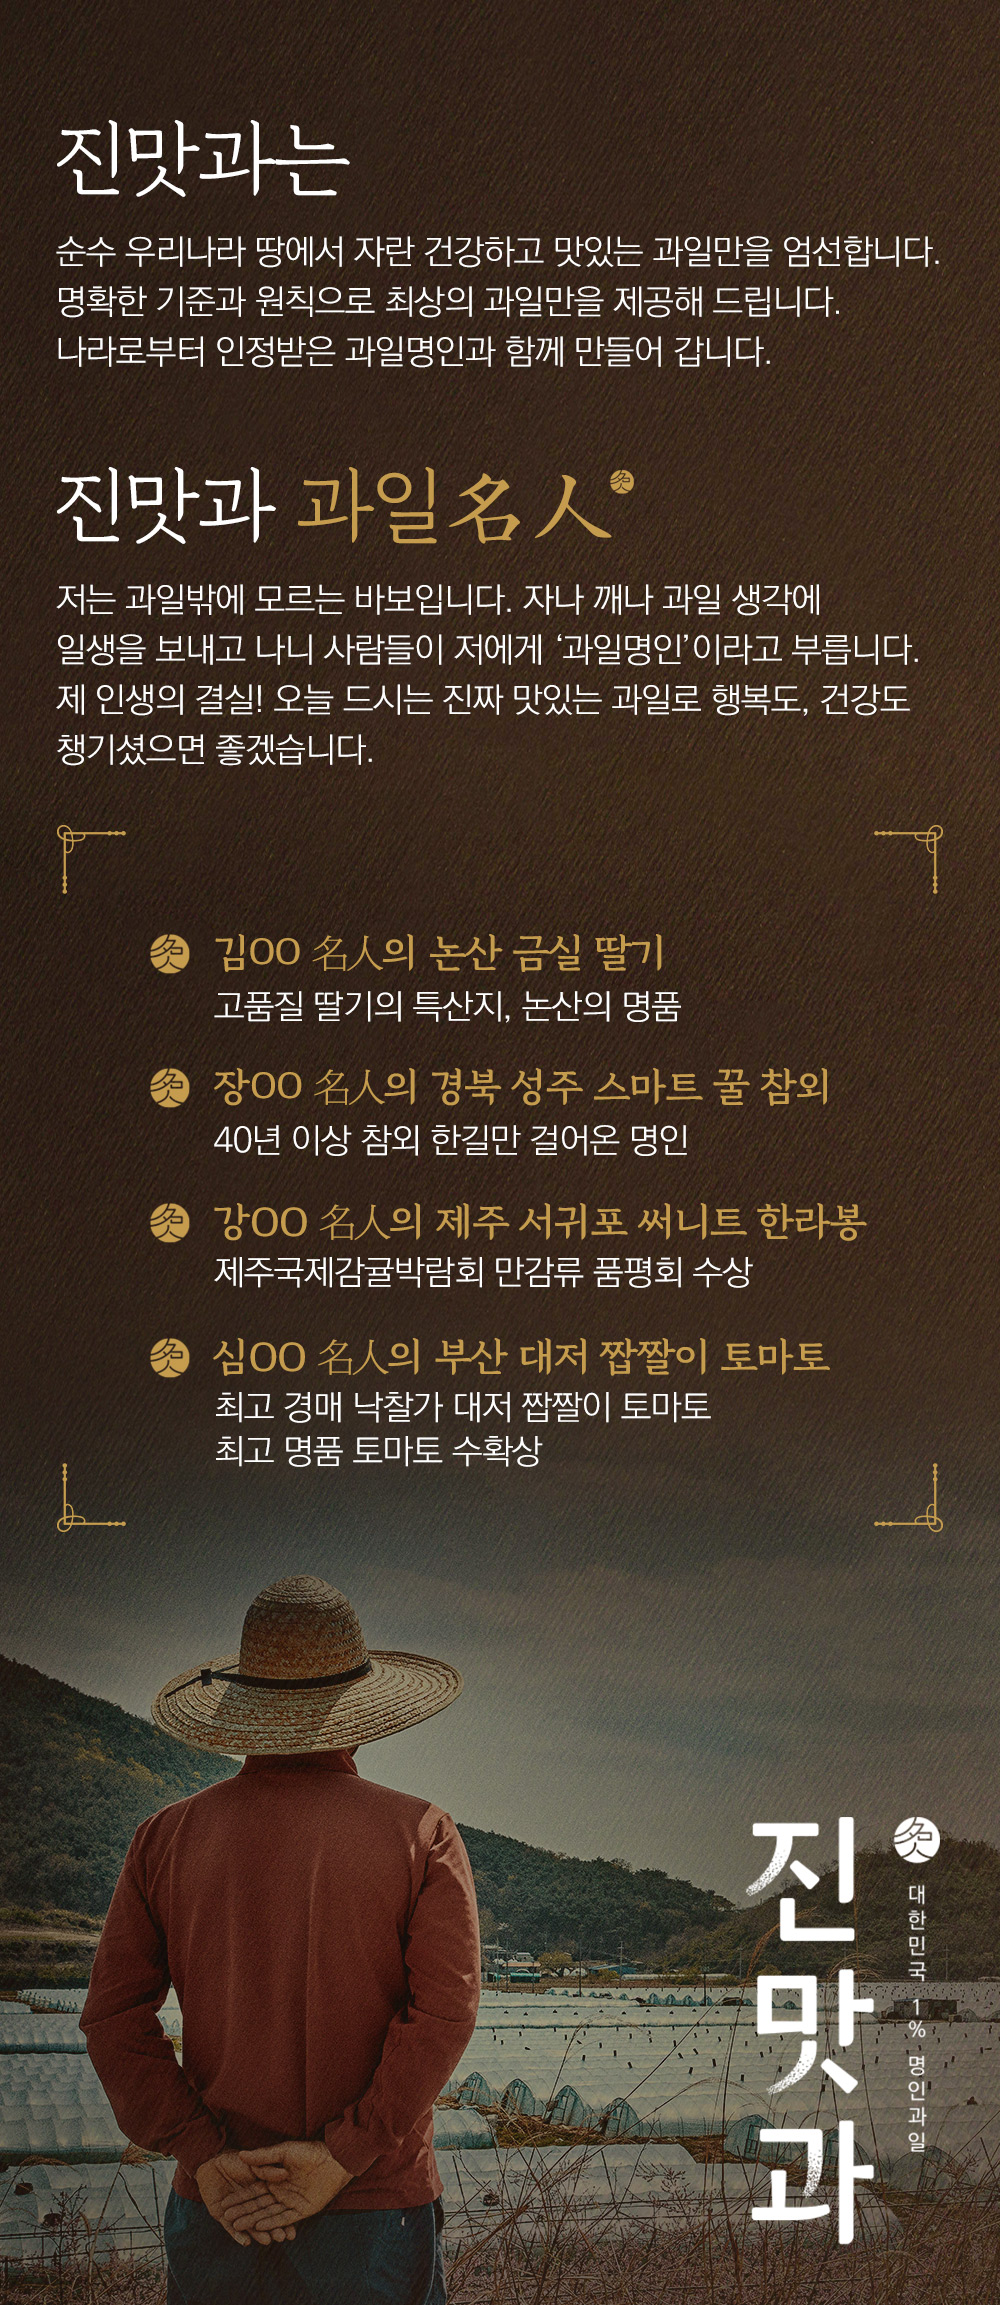 진맛과는
순수 우리나라 땅에서 자란 건강하고 맛있는 과일만을 엄선합니다.
명확한 기준과 원칙으로 최상의 과일만을 제공해 드립니다.
나라로부터 인정받은 과일명인과 함께 만들어 갑니다.
진맛과 과일名人
저는 과일밖에 모르는 바보입니다. 자나 깨나 과일 생각에
일생을 보내고 나니 사람들이 저에게 ‘과일명인’이라고 부릅니다.
제 인생의 결실! 오늘 드시는 진짜 맛있는 과일로 행복도, 건강도
챙기셨으면 좋겠습니다.
김OO 名人의 논산 금실 딸기
고품질 딸기의 특산지, 논산의 명품
장OO 名人의 경북 성주 스마트 꿀 참외
40년 이상 참외 한길만 걸어온 명인
강OO 名人의 제주 서귀포 써니트 한라봉
제주국제감귤박람회 만감류 품평회 수상
심OO 名人의 부산 대저 짭짤이 토마토
최고 경매 낙찰가 대저 짭짤이 토마토
최고 명품 토마토 수확상
진맛과
대한민국 1% 명인과일